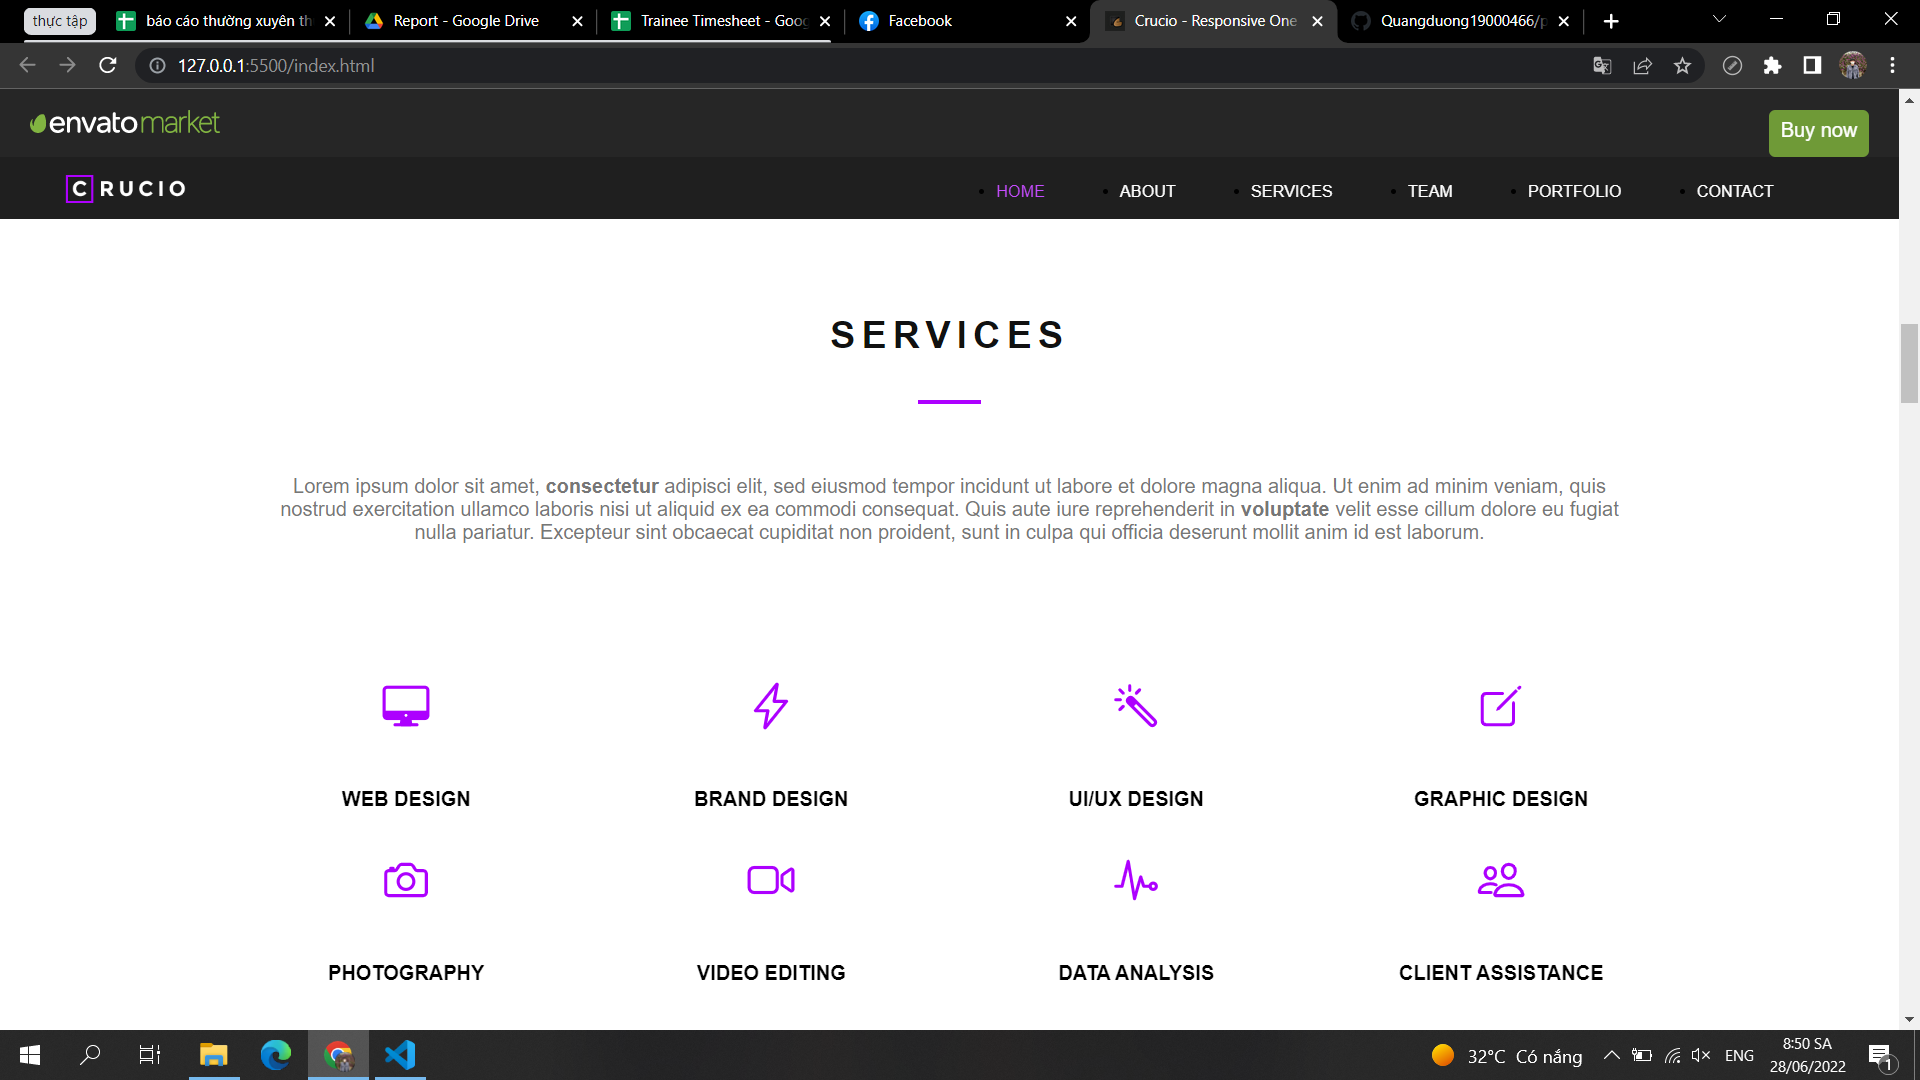 thực tập
báo cáo thường xuyên th
Report - Google Drive
Trainee Timesheet - Goog
Facebook
Crucio - Responsive One
Quangduong19000466/p
127.0.0.1:5500/index.html
envatomarket
Buy now
CRUCIO
HOME
ABOUT
SERVICES
TEAM
PORTFOLIO
CONTACT
SERVICES
Lorem ipsum dolor sit amet, consectetur adipisci elit, sed eiusmod tempor incidunt ut labore et dolore magna aliqua. Ut enim ad minim veniam, quis
nostrud exercitation ullamco laboris nisi ut aliquid ex ea commodi consequat. Quis aute iure reprehenderit in voluptate velit esse cillum dolore eu fugiat
nulla pariatur. Excepteur sint obcaecat cupiditat non proident, sunt in culpa qui officia deserunt mollit anim id est laborum.
WEB DESIGN
BRAND DESIGN
UI/UX DESIGN
GRAPHIC DESIGN
PHOTOGRAPHY
VIDEO EDITING
DATA ANALYSIS
CLIENT ASSISTANCE
32°C Có nắng
ENG
8:50 SA
28/06/2022
1